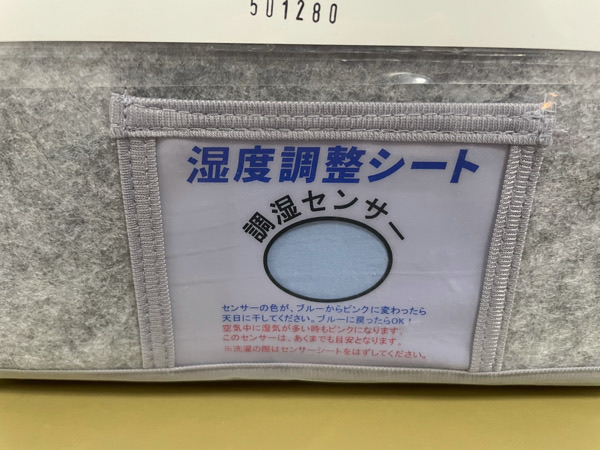 501280
湿度調整シート
調湿センサー
センサーの色が、ブルーからピンクに変わったら
天日に干してください。ブルーに戻ったらOK！
空気中に湿気が多い時もピンクになります。
このセンサーは、あくまでも目安となります。
※洗濯の際はセンサーシートをはずしてください。